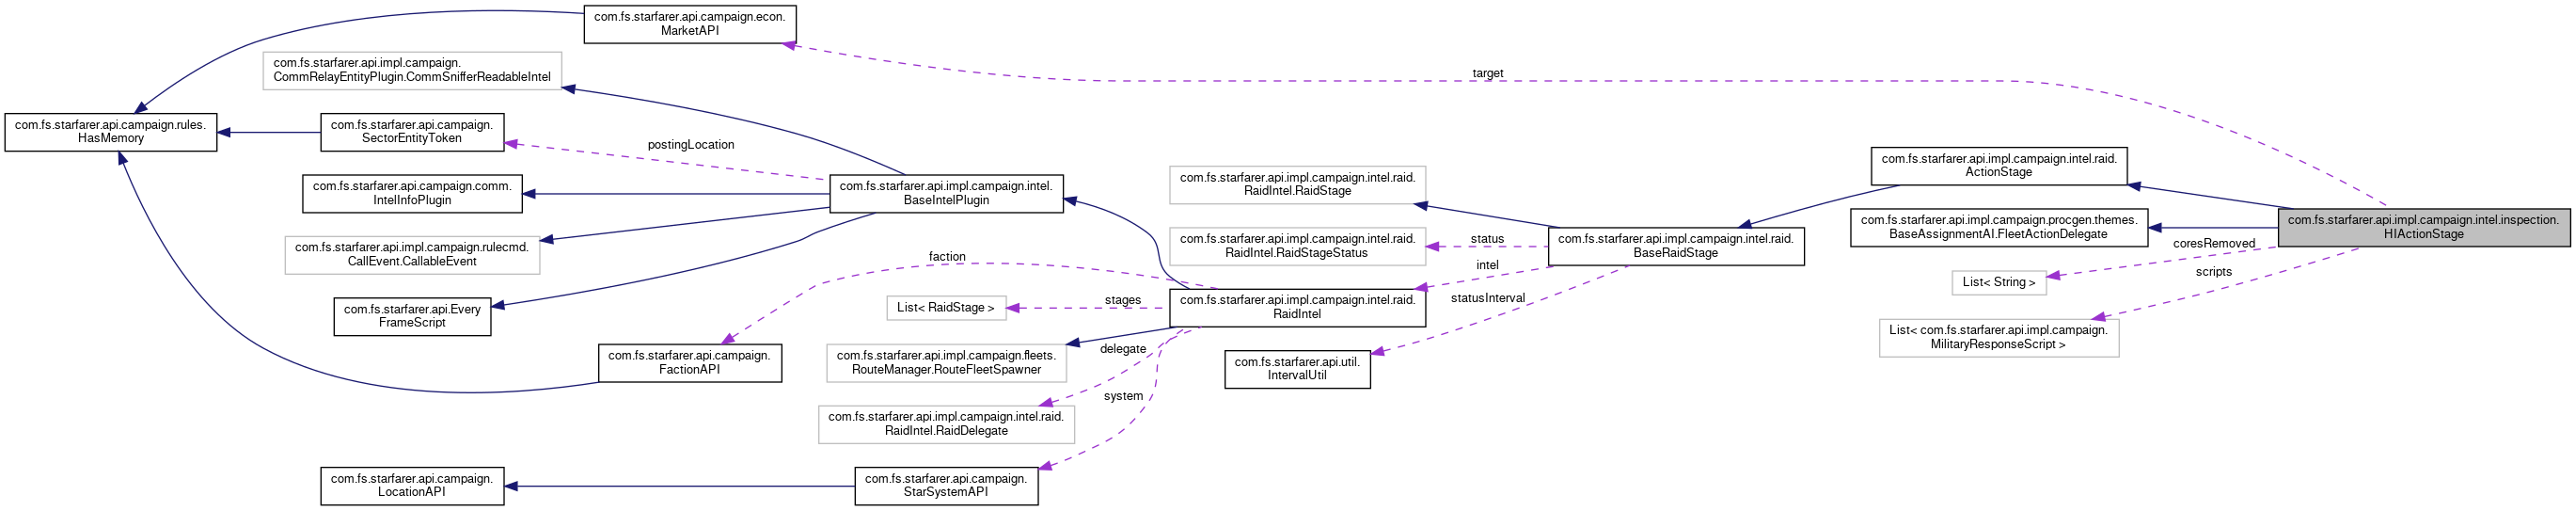 com.fs.starfarer.api.campaign.econ.
MarketAPI
com.fs.starfarer.api.impl.campaign.
CommRelayEntityPlugin.CommSnifferReadableIntel
target
com.fs.starfarer.api.campaign.rules.
HasMemory
com.fs.starfarer.api.campaign.
SectorEntityToken
postingLocation
com.fs.starfarer.api.campaign.comm.
IntelInfoPlugin
com.fs.starfarer.api.impl.campaign.intel.
BaseIntelPlugin
com.fs.starfarer.api.impl.campaign.rulecmd.
CallEvent.CallableEvent
com.fs.starfarer.api.Every
FrameScript
com.fs.starfarer.api.campaign.
FactionAPI
faction
List< RaidStage >
stages
com.fs.starfarer.api.impl.campaign.fleets.
RouteManager.RouteFleetSpawner
delegate
com.fs.starfarer.api.impl.campaign.intel.raid.
RaidIntel.RaidDelegate
system
com.fs.starfarer.api.campaign.
LocationAPI
com.fs.starfarer.api.campaign.
StarSystemAPI
com.fs.starfarer.api.impl.campaign.intel.raid.
RaidIntel.RaidStage
com.fs.starfarer.api.impl.campaign.intel.raid.
RaidIntel.RaidStageStatus
status
intel
com.fs.starfarer.api.impl.campaign.intel.raid.
RaidIntel
statusInterval
com.fs.starfarer.api.util.
IntervalUtil
com.fs.starfarer.api.impl.campaign.intel.raid.
BaseRaidStage
com.fs.starfarer.api.impl.campaign.intel.raid.
ActionStage
com.fs.starfarer.api.impl.campaign.procgen.themes.
BaseAssignmentAI.FleetActionDelegate
com.fs.starfarer.api.impl.campaign.intel.inspection.
HIActionStage
coresRemoved
List< String >
scripts
List< com.fs.starfarer.api.impl.campaign.
MilitaryResponseScript >